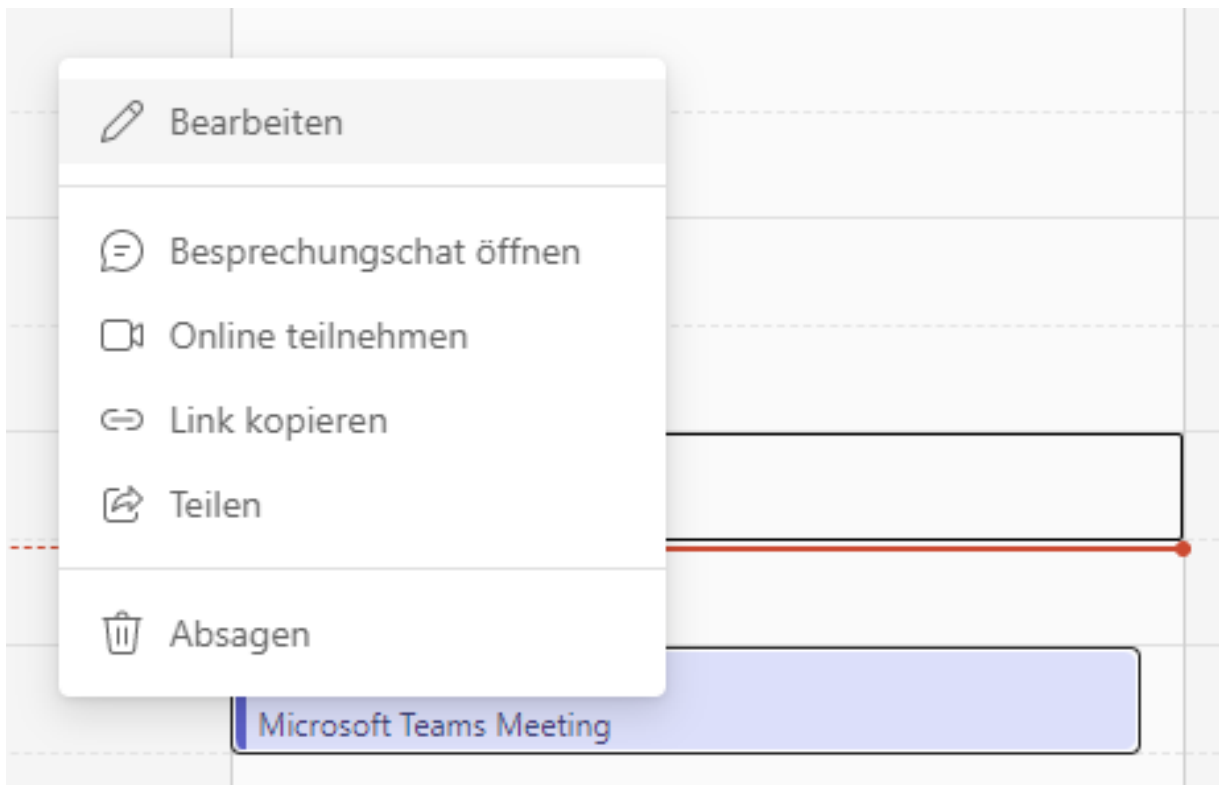 Bearbeiten
Besprechungschat öffnen
Online teilnehmen
Link kopieren
Teilen
Absagen
Microsoft Teams Meeting